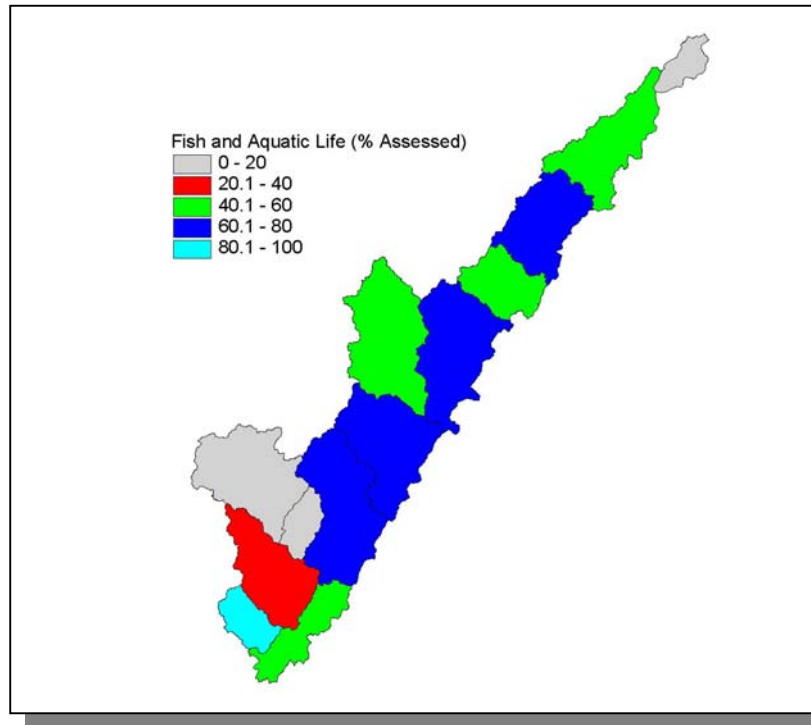 Fish and Aquatic Life (% Assessed)
0 - 20
20.1 - 40
40.1 - 60
60.1 - 80
80.1 - 100